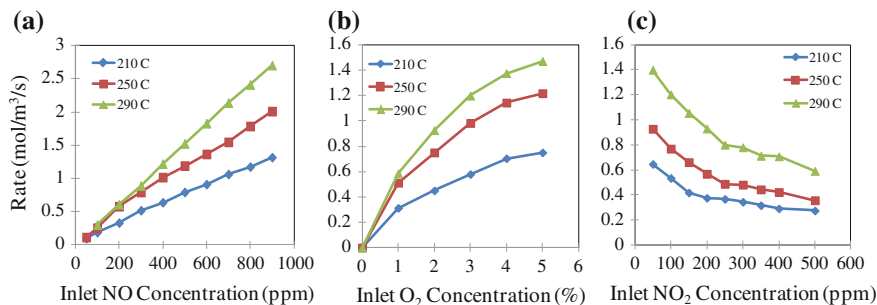 (a)
Rate (mol/m³/s)
3
2.5
2
1.5
1
0.5
0
210 C
250 C
290 C
0 200 400 600 800 1000
Inlet NO Concentration (ppm)
(b)
1.6
1.4
1.2
1
0.8
0.6
0.4
0.2
0
210 C
250 C
290 C
0 1 2 3 4 5 6
Inlet O₂ Concentration (%)
(c)
1.6
1.4
1.2
1
0.8
0.6
0.4
0.2
0
210 C
250 C
290 C
0 100 200 300 400 500 600
Inlet NO₂ Concentration (ppm)